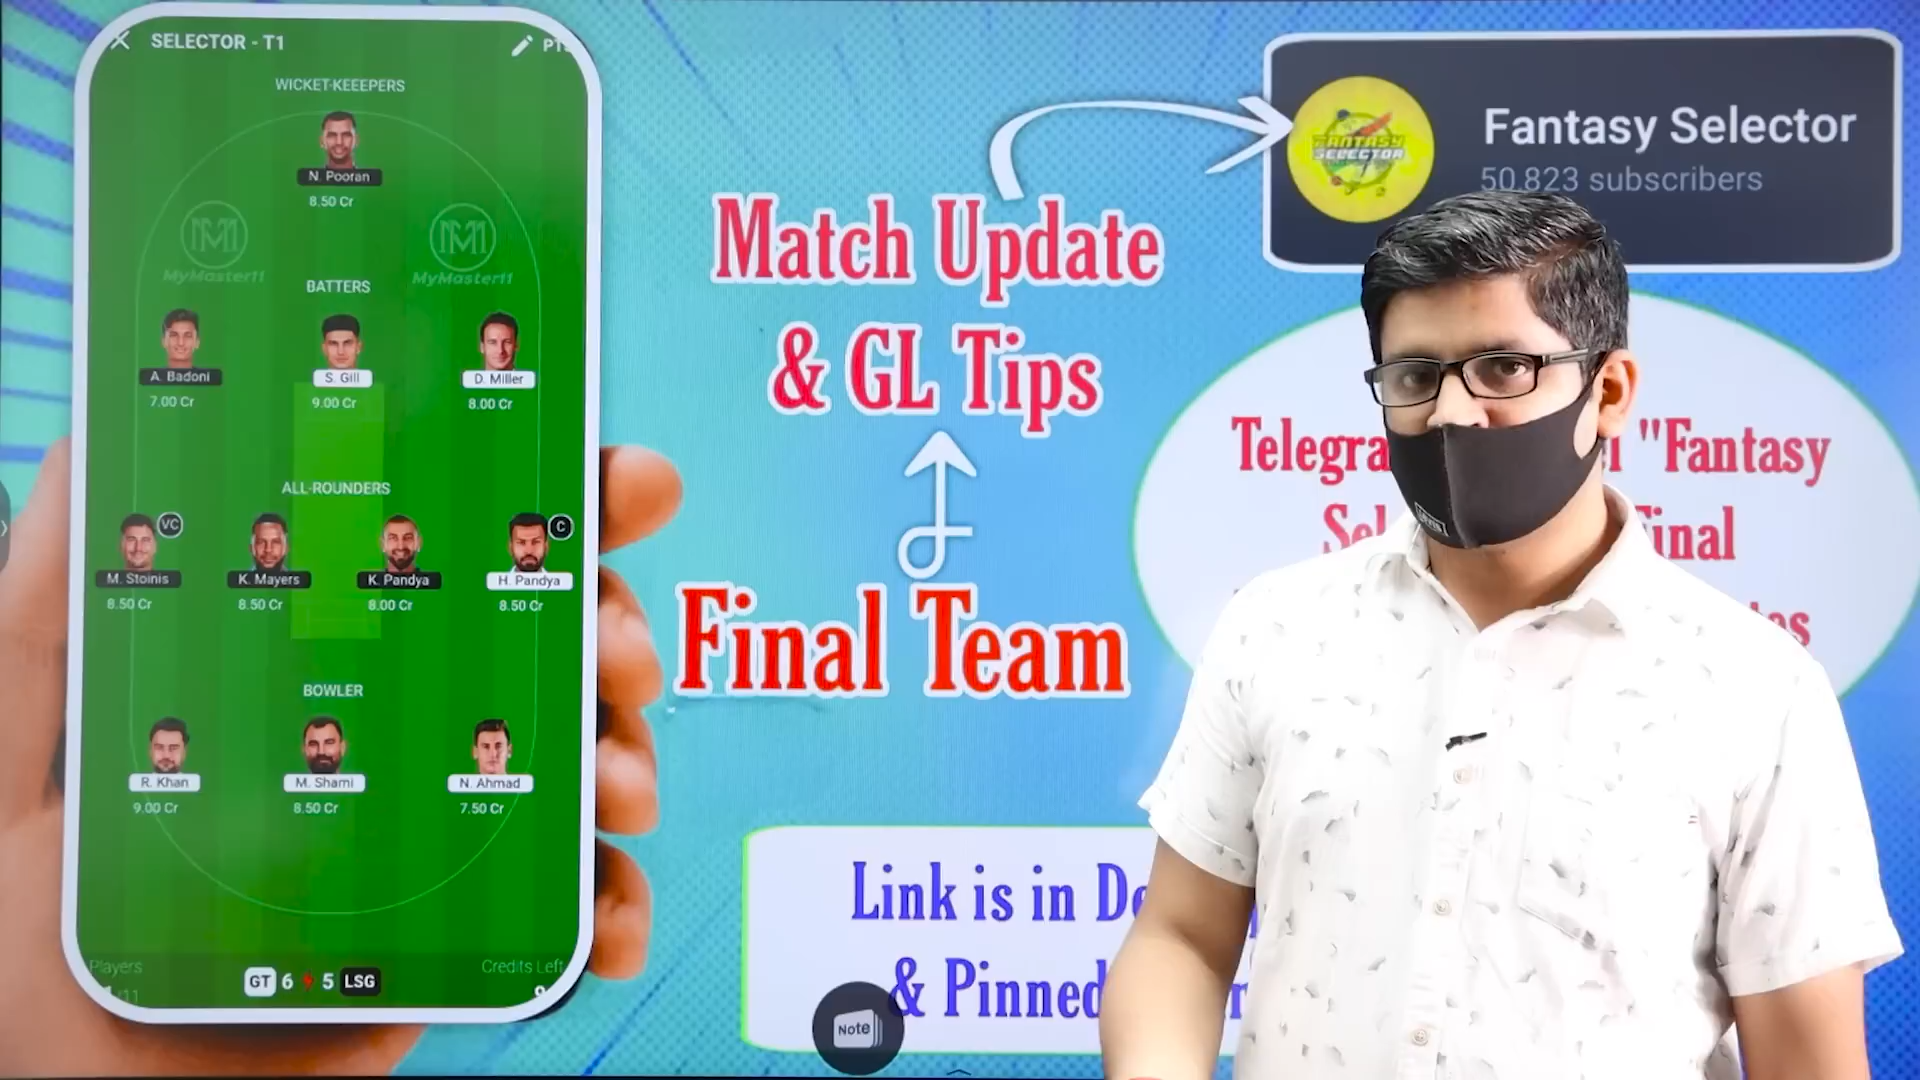 SELECTOR - T1
WICKET-KEEEPERS
N. Pooran
8.50 Cr
MyMaster11
MyMaster11
BATTERS
A. Badoni
S. Gill
D. Miller
7.00 Cr
9.00 Cr
8.00 Cr
ALL-ROUNDERS
VC
C
M. Stoinis
K. Mayers
K. Pandya
H. Pandya
8.50 Cr
8.50 Cr
8.00 Cr
8.50 Cr
BOWLER
R. Khan
M. Shami
N. Ahmad
9.00 Cr
8.50 Cr
7.50 Cr
Players
Credits Left
GT 6 5 LSG
Match Update
& GL Tips
Final Team
FANTASY
SELECTOR
Fantasy Selector
50,823 subscribers
"Fantasy
Link is in
& Pinned
Note